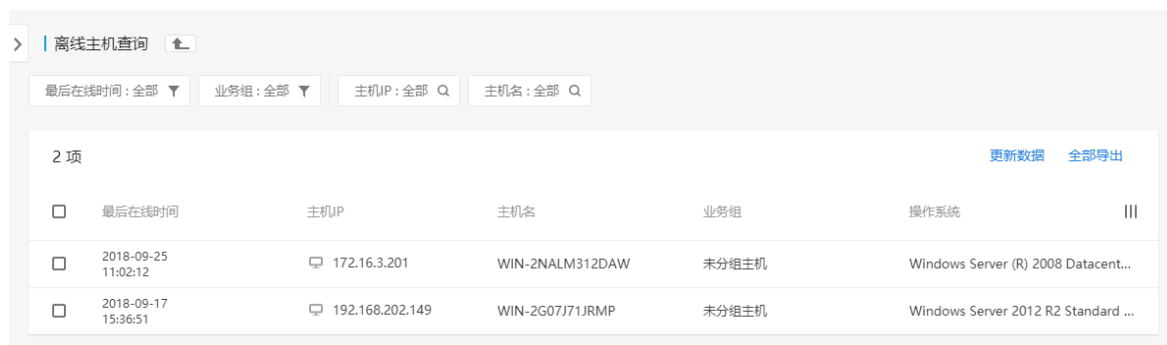 离线主机查询
最后在线时间 : 全部 业务组 : 全部 主机IP : 全部 主机名 : 全部
2 项 更新数据 全部导出
最后在线时间 主机IP 主机名 业务组 操作系统
2018-09-25
11:02:12
172.16.3.201 WIN-2NALM312DAW 未分组主机 Windows Server (R) 2008 Datacent...
2018-09-17
15:36:51
192.168.202.149 WIN-2G07J71JRMP 未分组主机 Windows Server 2012 R2 Standard ...